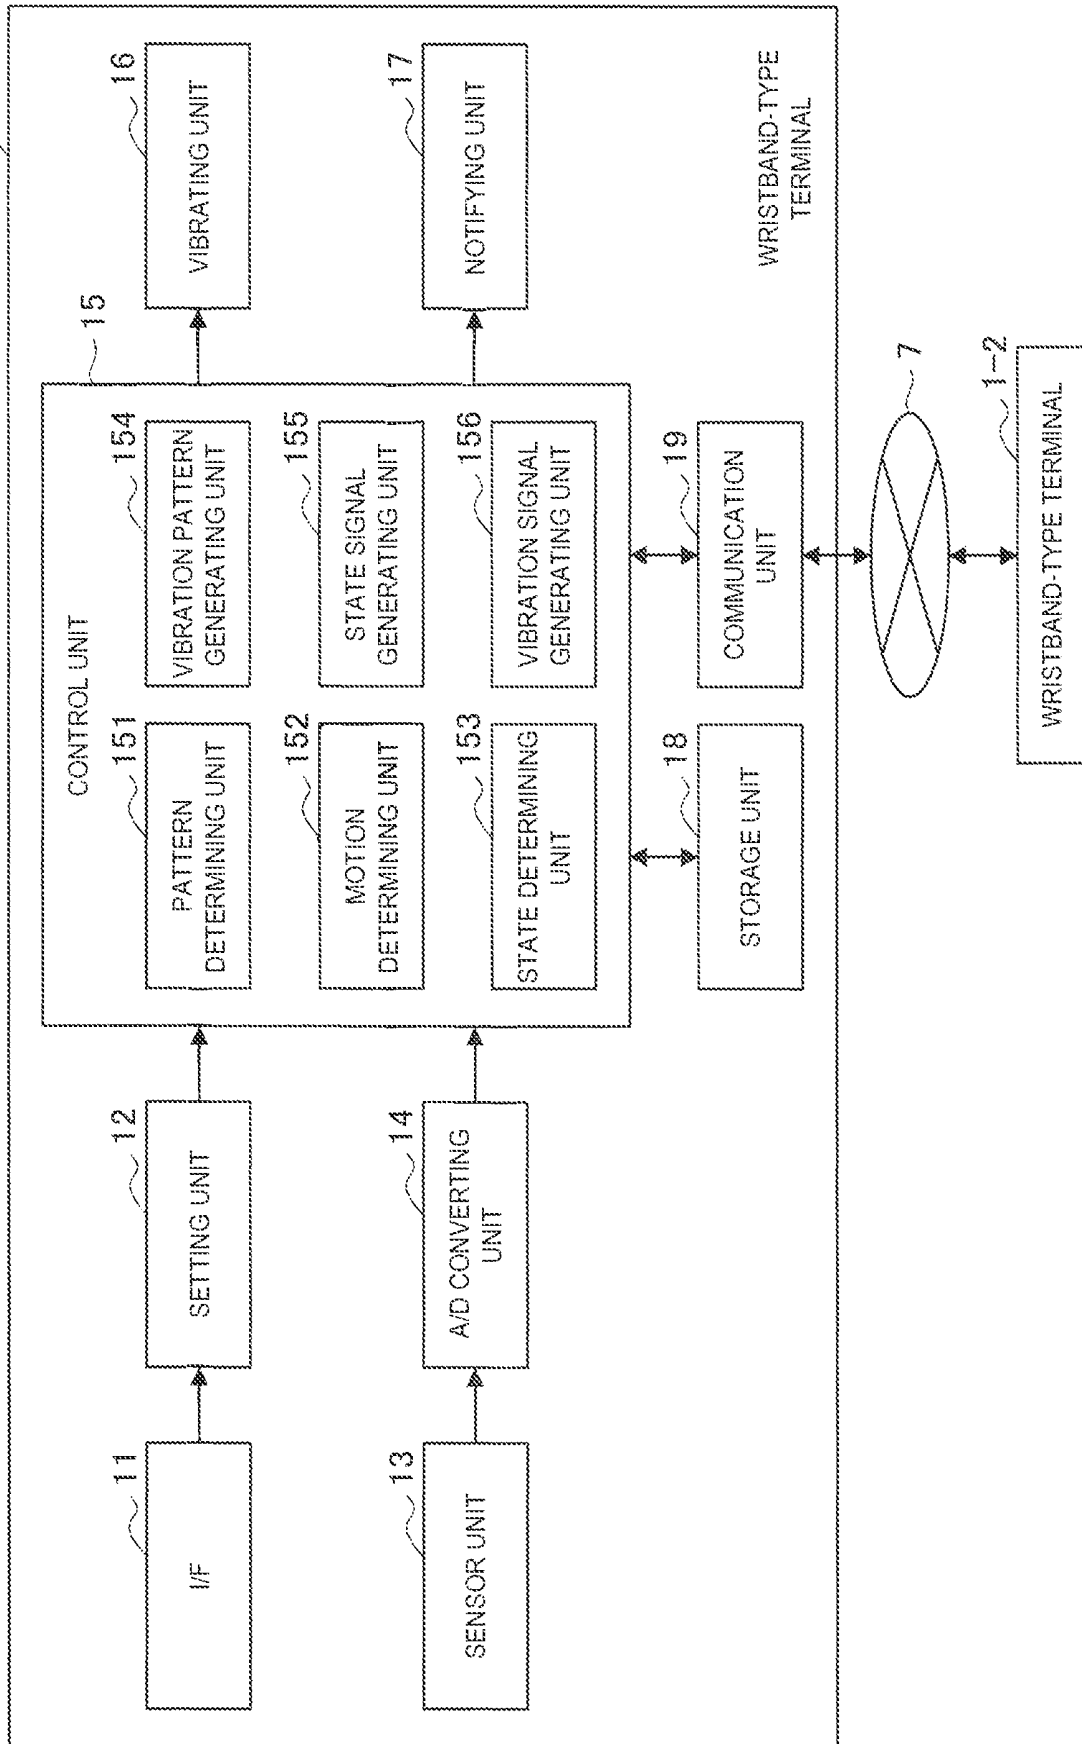 11
I/F
12
SETTING UNIT
13
SENSOR UNIT
14
A/D CONVERTING
UNIT
15
CONTROL UNIT
151
PATTERN
DETERMINING UNIT
152
MOTION
DETERMINING UNIT
153
STATE DETERMINING
UNIT
154
VIBRATION PATTERN
GENERATING UNIT
155
STATE SIGNAL
GENERATING UNIT
156
VIBRATION SIGNAL
GENERATING UNIT
16
VIBRATING UNIT
17
NOTIFYING UNIT
18
STORAGE UNIT
19
COMMUNICATION
UNIT
WRISTBAND-TYPE
TERMINAL
7
1-2
WRISTBAND-TYPE TERMINAL